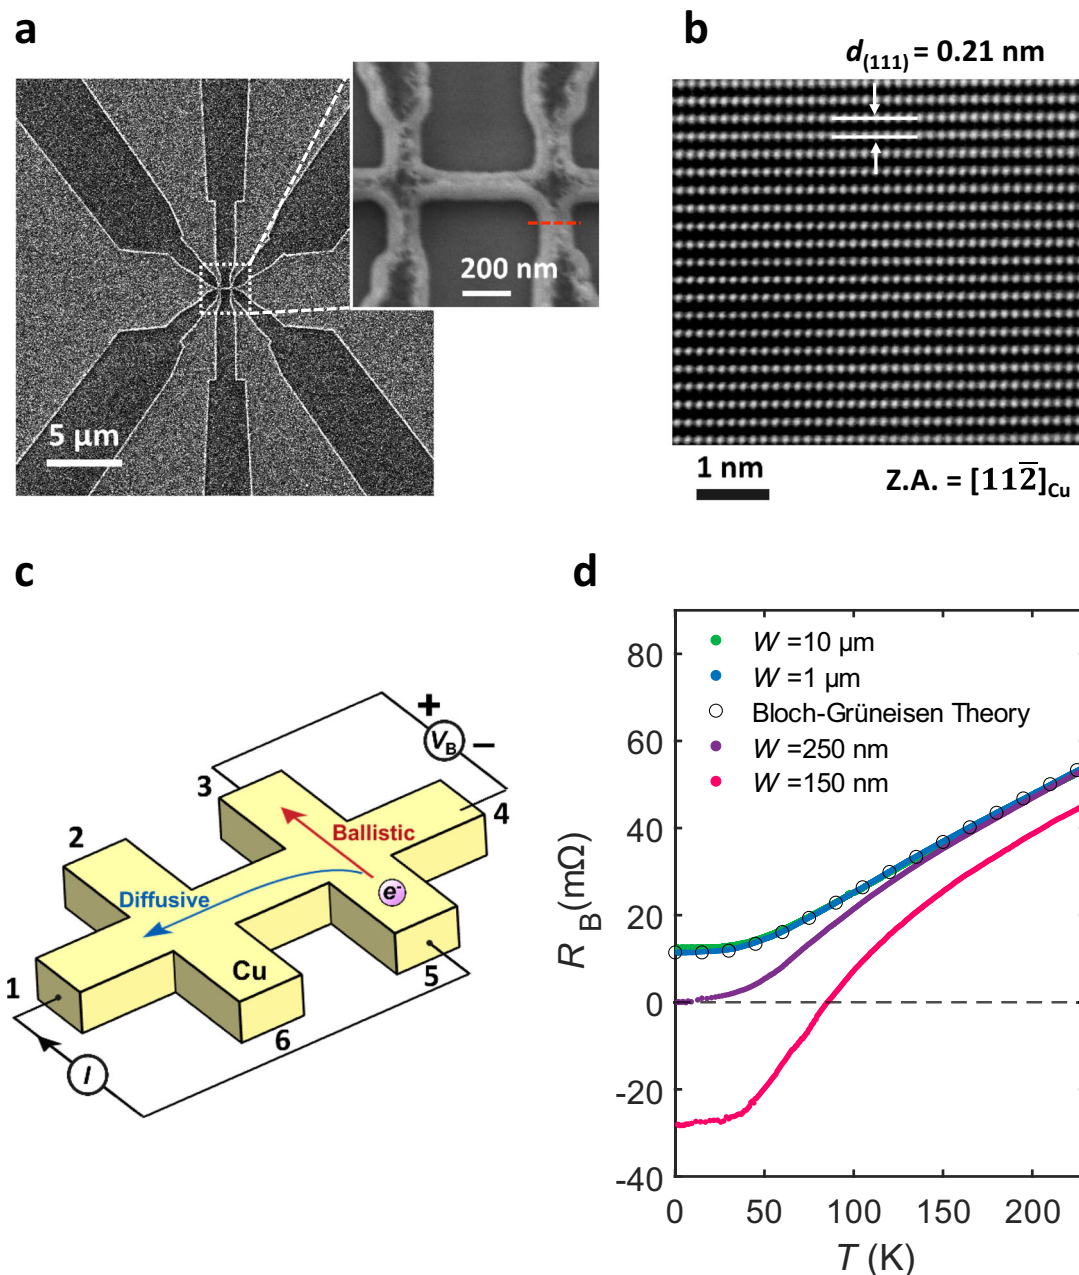 a
5 μm
200 nm
b
d(111) = 0.21 nm
1 nm
Z.A. = [112̅]Cu
c
+
VB
−
3
4
2
Ballistic
Diffusive
e-
Cu
1
5
6
I
d
W =10 μm
W =1 μm
Bloch-Grüneisen Theory
W =250 nm
W =150 nm
80
60
40
20
0
-20
-40
RB(mΩ)
0 50 100 150 200
T (K)